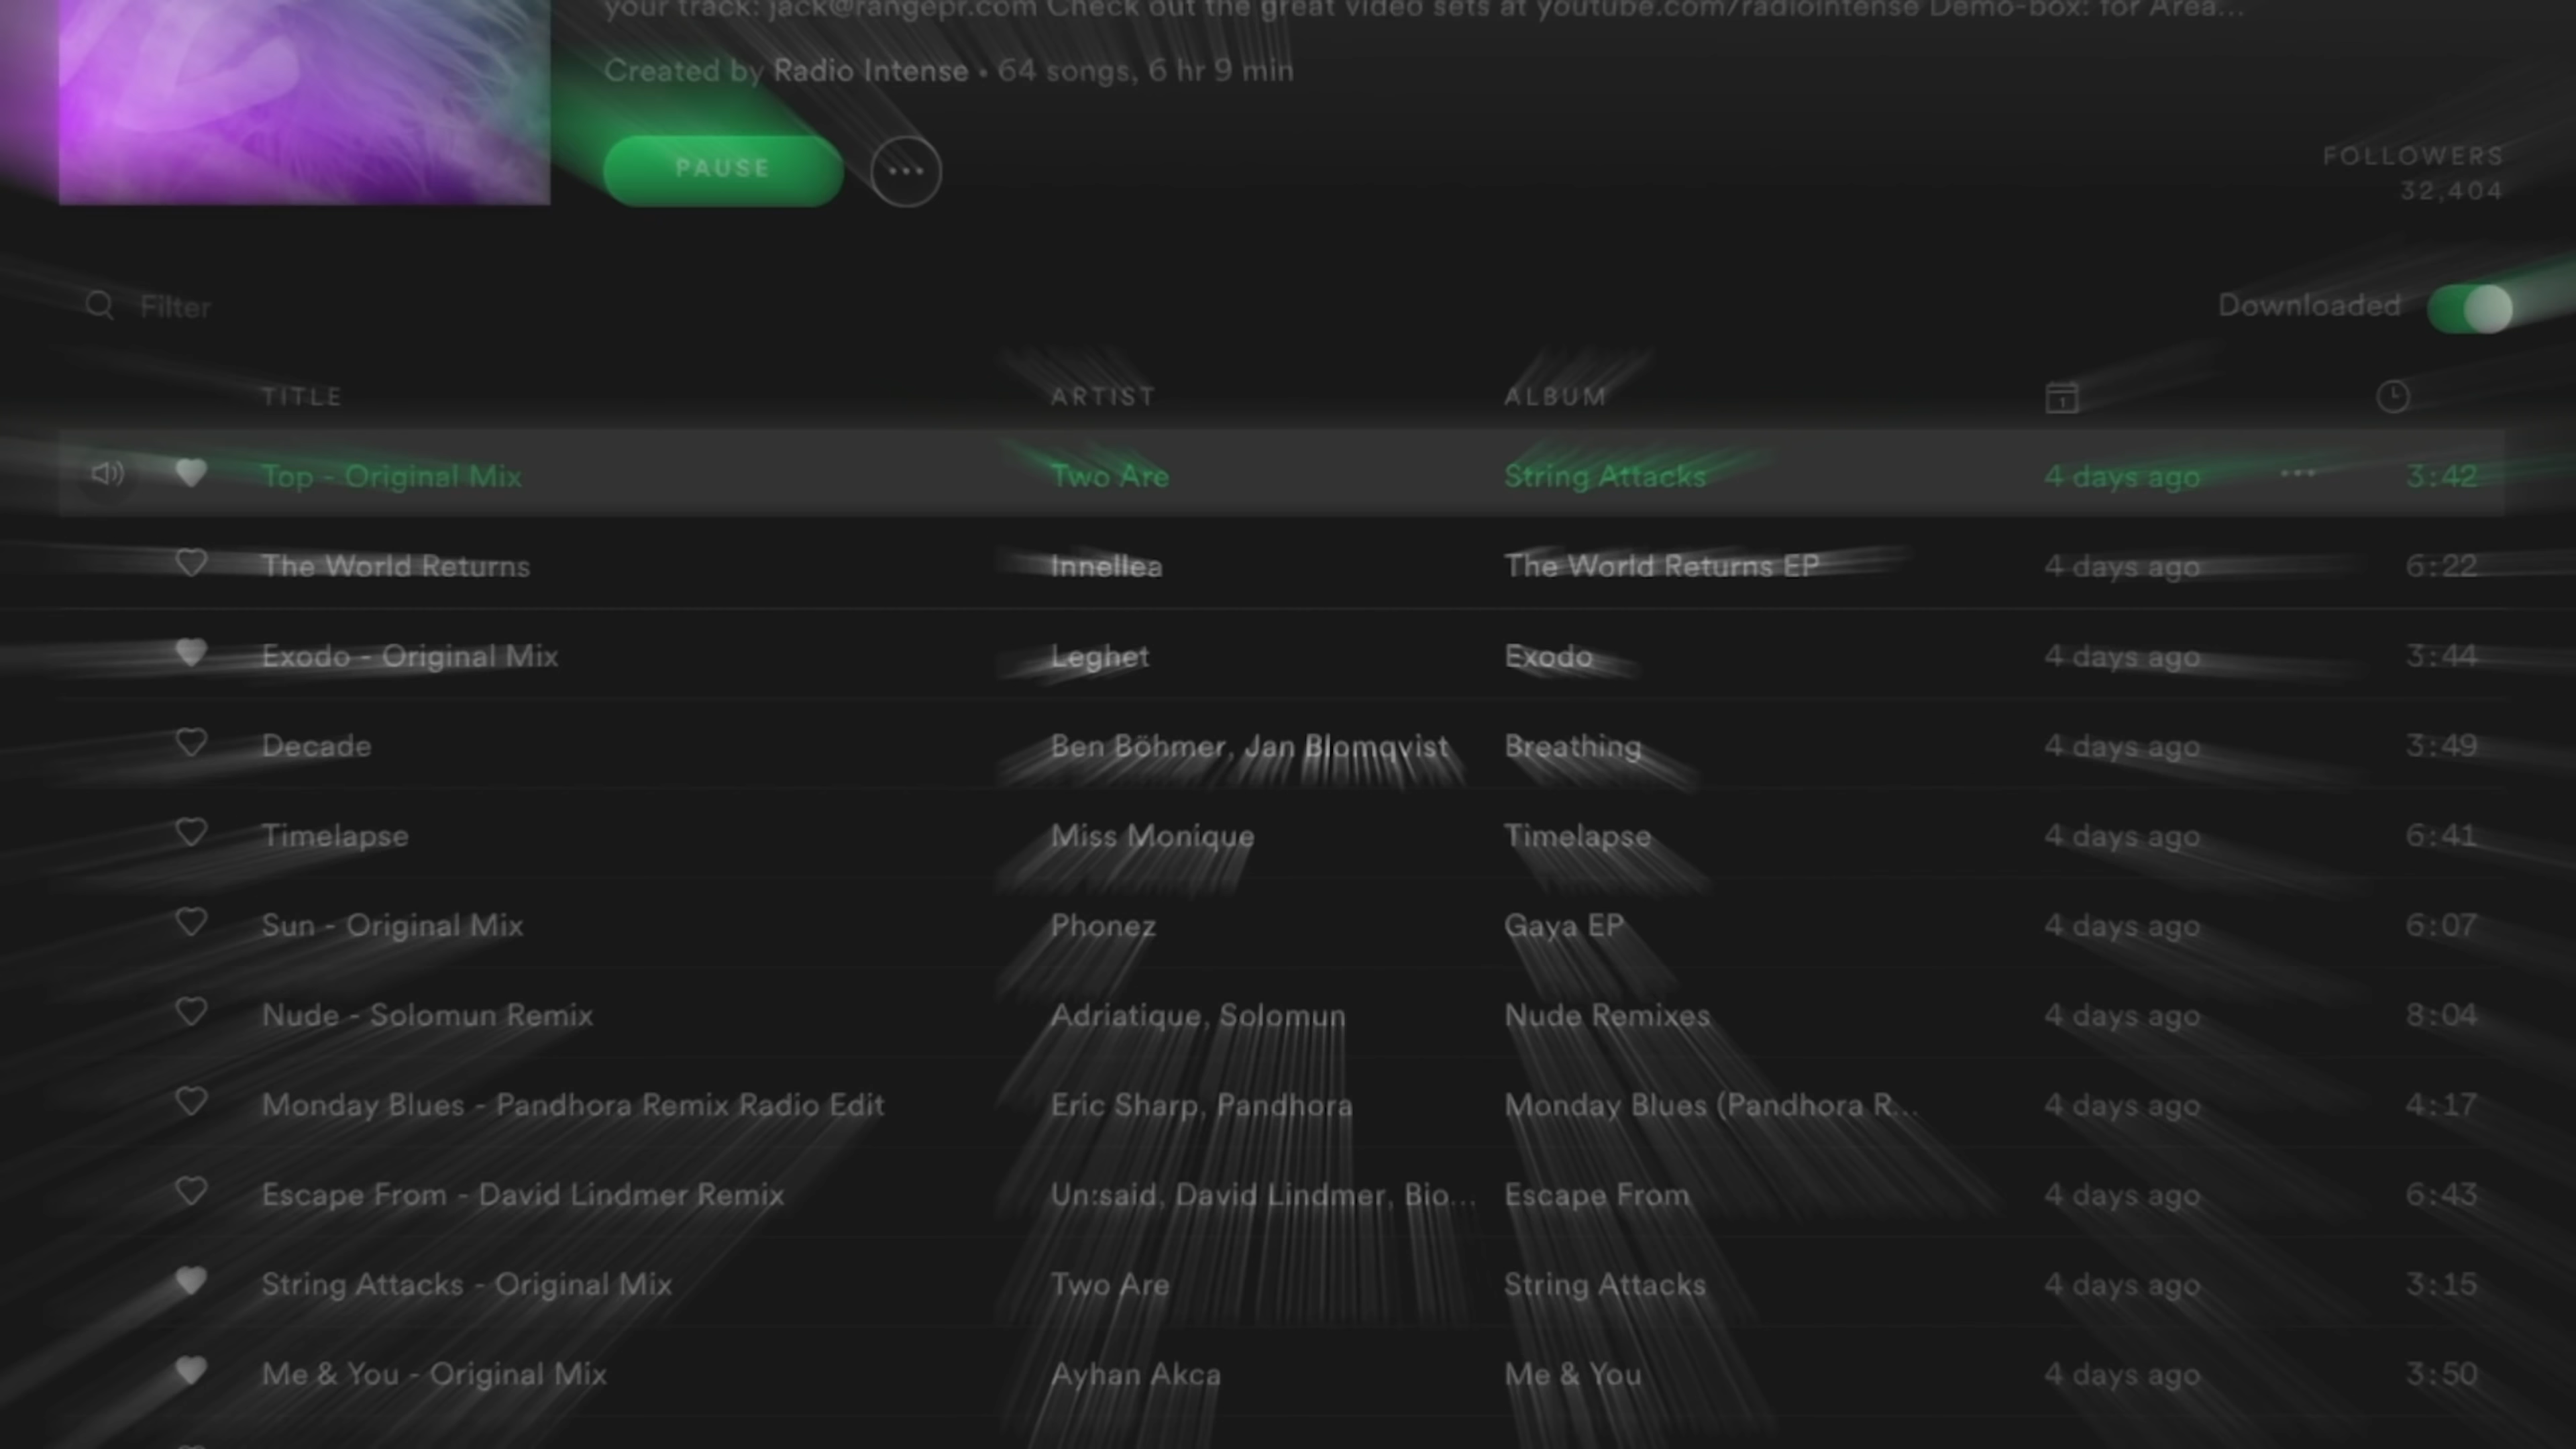 your track: jack@rangepr.com Check out the great video sets at youtube.com/radiointense Demo-box: for Area...
Created by Radio Intense • 64 songs, 6 hr 9 min
PAUSE
FOLLOWERS
32,404
Filter
Downloaded
TITLE ARTIST ALBUM
Top - Original Mix Two Are String Attacks 4 days ago 3:42
The World Returns Innellea The World Returns EP 4 days ago 6:22
Exodo - Original Mix Leghet Exodo 4 days ago 3:44
Decade Ben Böhmer, Jan Blomqvist Breathing 4 days ago 3:49
Timelapse Miss Monique Timelapse 4 days ago 6:41
Sun - Original Mix Phonez Gaya EP 4 days ago 6:07
Nude - Solomun Remix Adriatique, Solomun Nude Remixes 4 days ago 8:04
Monday Blues - Pandhora Remix Radio Edit Eric Sharp, Pandhora Monday Blues (Pandhora R... 4 days ago 4:17
Escape From - David Lindmer Remix Un:said, David Lindmer, Bio... Escape From 4 days ago 6:43
String Attacks - Original Mix Two Are String Attacks 4 days ago 3:15
Me & You - Original Mix Ayhan Akca Me & You 4 days ago 3:50